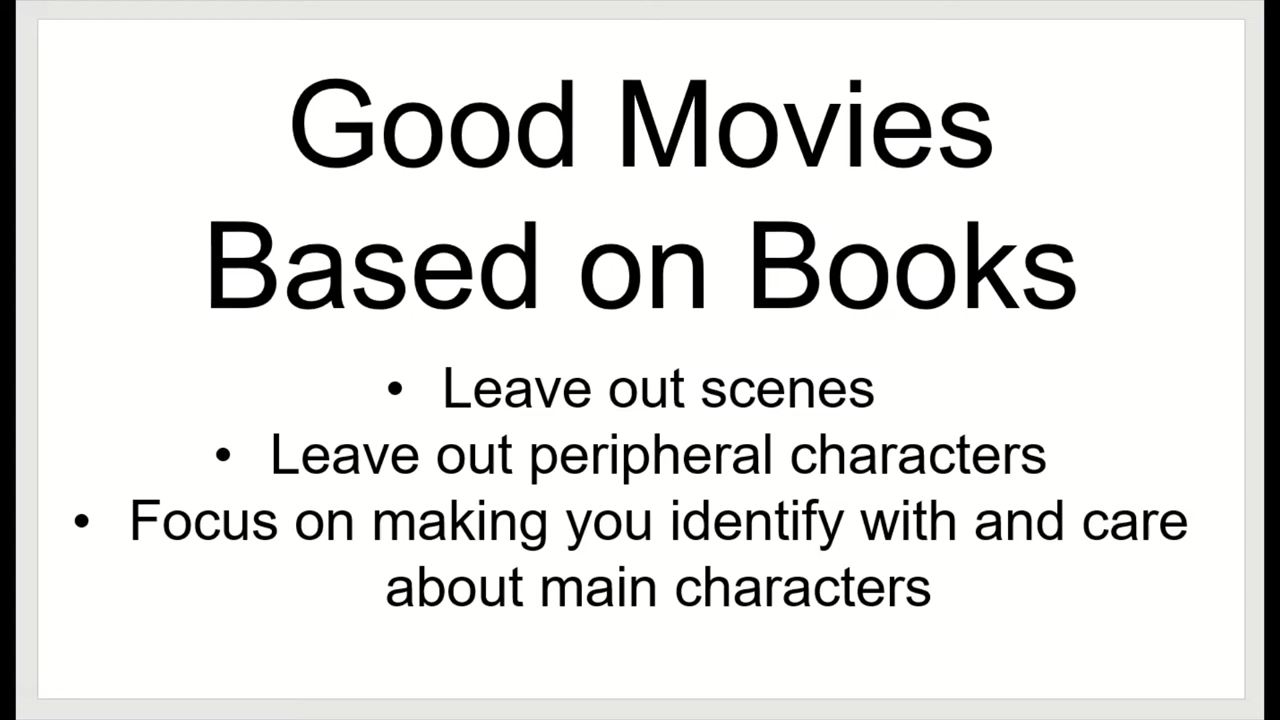 Good Movies
Based on Books
• Leave out scenes
• Leave out peripheral characters
• Focus on making you identify with and care
about main characters